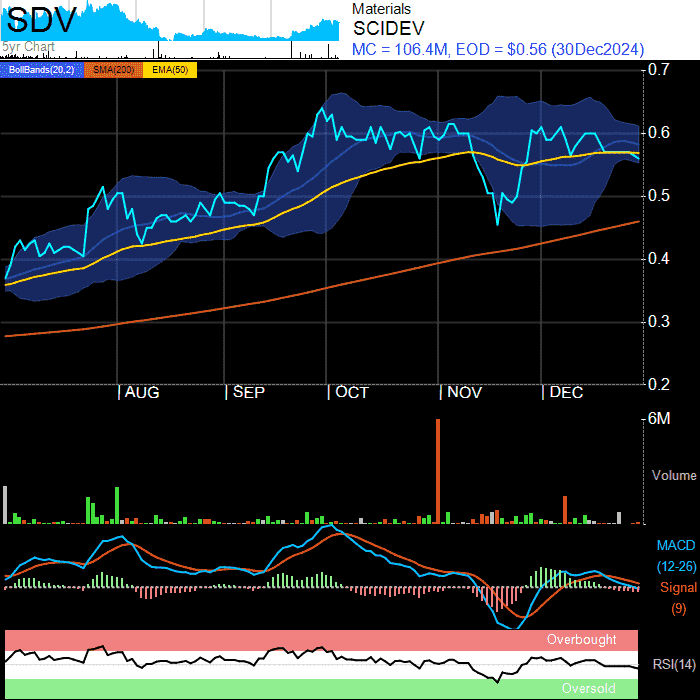 SDV
5yr Chart
Materials
SCIDEV
MC = 106.4M, EOD = $0.56 (30Dec2024)
BollBands(20,2) SMA(200) EMA(50)
0.7
0.6
0.5
0.4
0.3
0.2
AUG SEP OCT NOV DEC
6M
Volume
MACD
(12-26)
Signal
(9)
Overbought
RSI(14)
Oversold